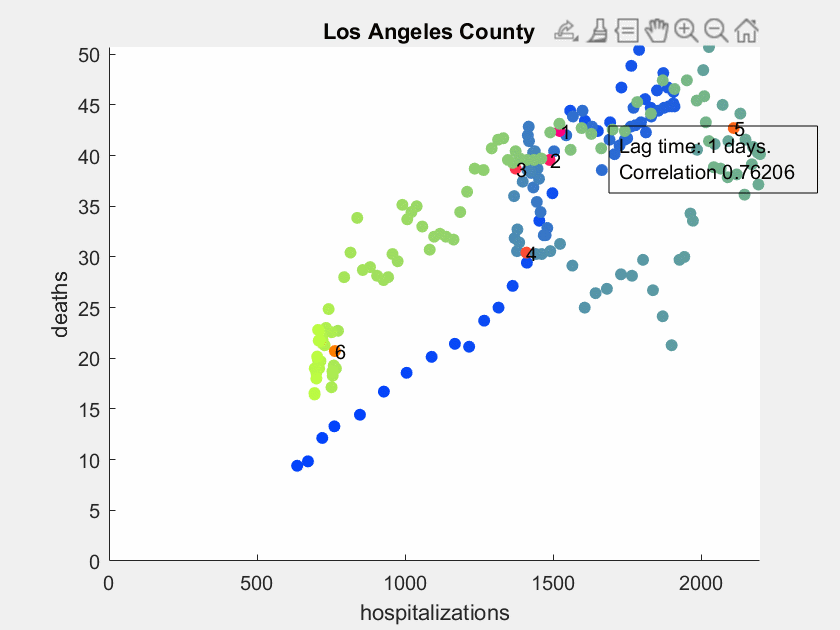 Los Angeles County
50
45
40
35
30
25
20
15
10
5
0
deaths
1
2
3
4
5
6
Lag time: 1 days.
Correlation 0.76206
0 500 1000 1500 2000
hospitalizations